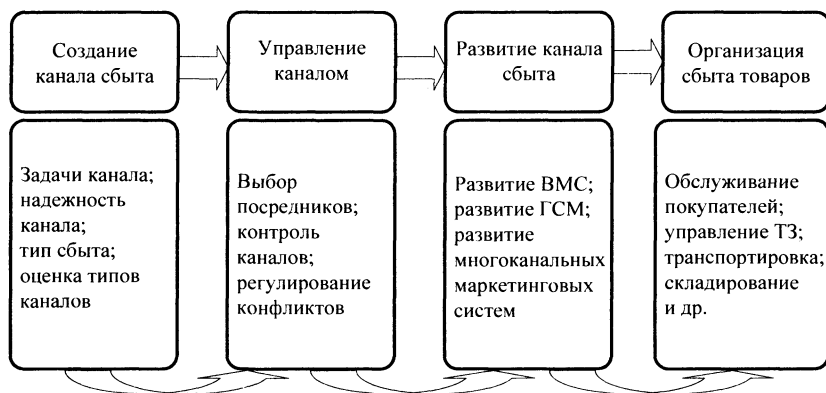 Создание
канала сбыта
Управление
каналом
Развитие канала
сбыта
Организация
сбыта товаров
Задачи канала;
надежность
канала;
тип сбыта;
оценка типов
каналов
Выбор
посредников;
контроль
каналов;
регулирование
конфликтов
Развитие ВМС;
развитие ГСМ;
развитие
многоканальных
маркетинговых
систем
Обслуживание
покупателей;
управление ТЗ;
транспортировка;
складирование
и др.